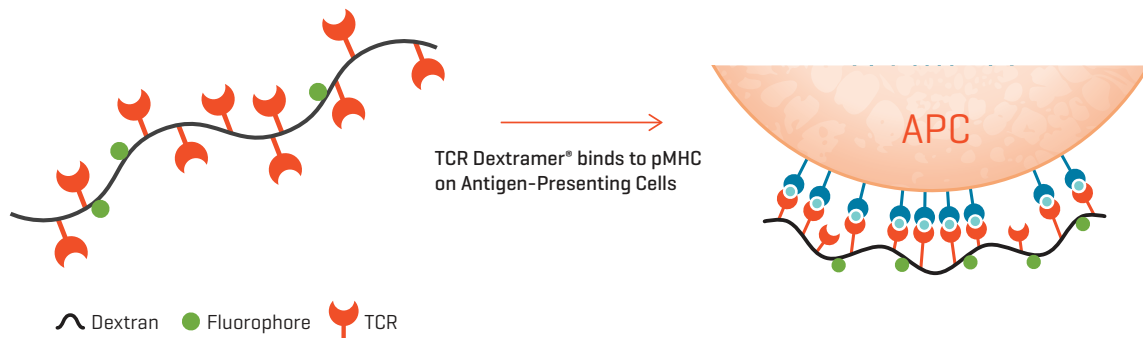 APC
TCR Dextramer® binds to pMHC
on Antigen-Presenting Cells
Dextran
Fluorophore
TCR